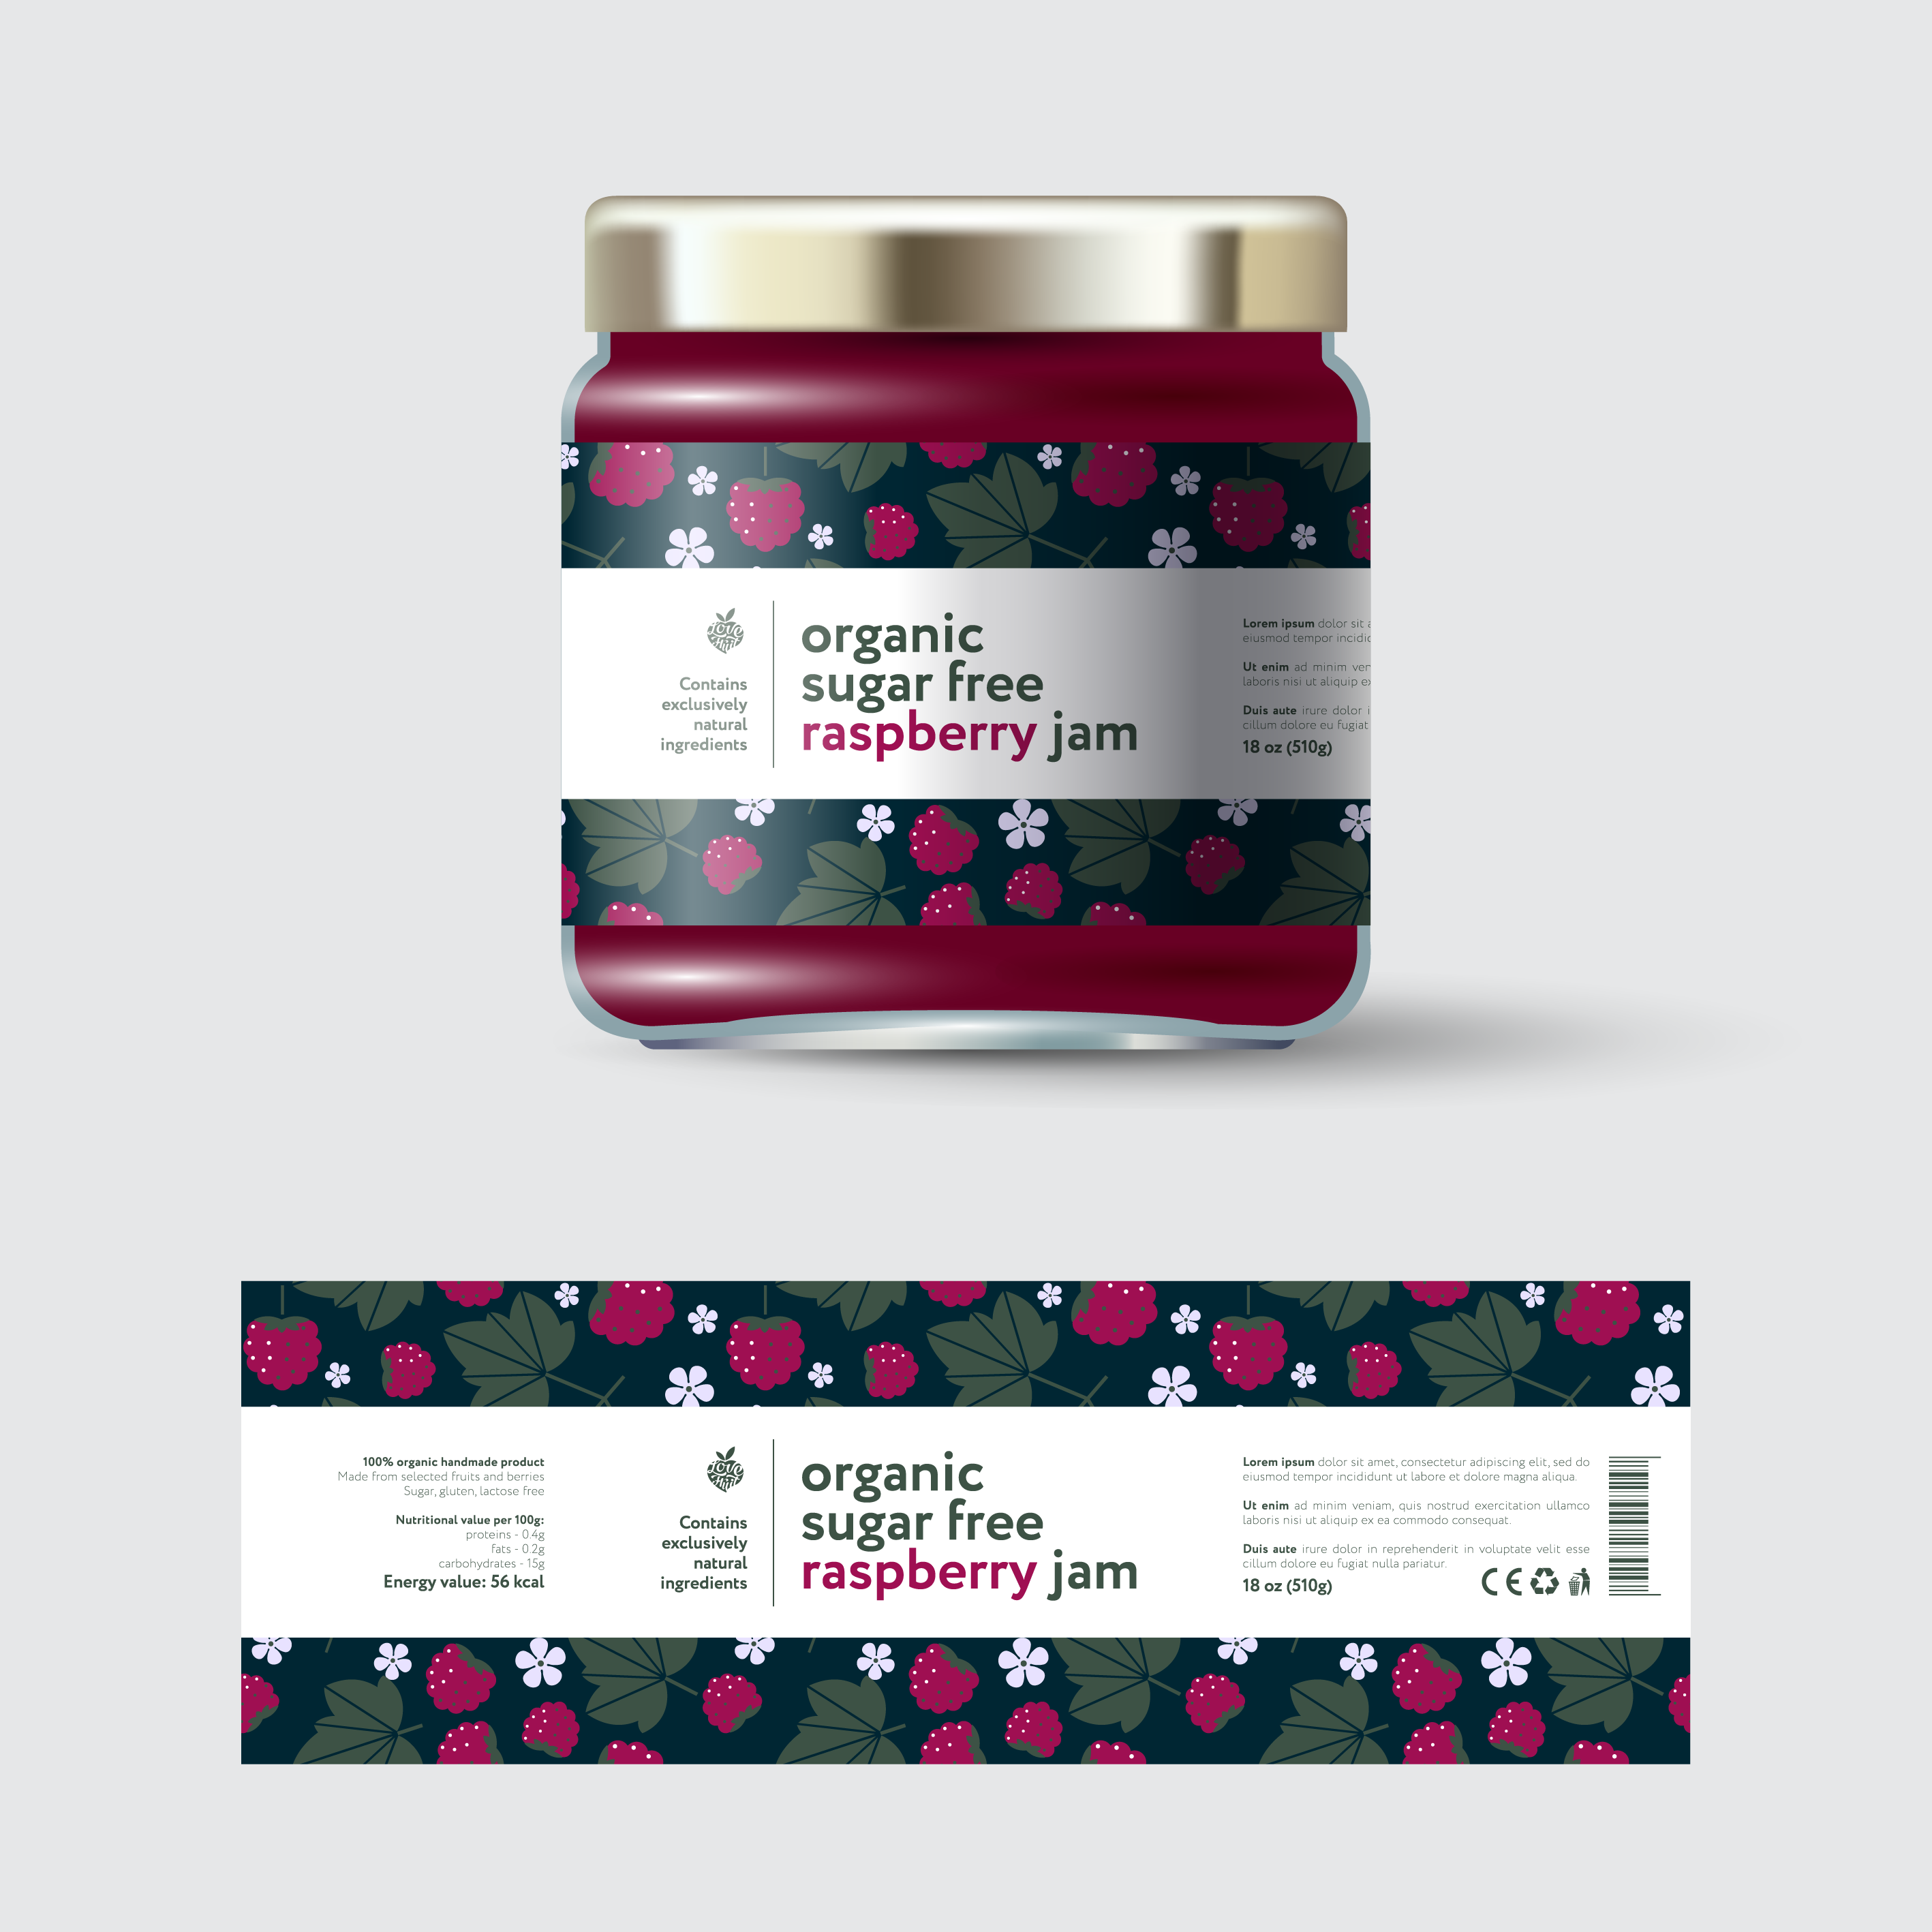 Love
organic
sugar free
raspberry jam
Contains
exclusively
natural
ingredients
Lorem ipsum dolor sit
eiusmod tempor
Ut enim ad minim
laboris nisi ut aliquip
Duis aute irure dolor
cillum dolore eu fugiat
18 oz (510g)
100% organic handmade product
Made from selected fruits and berries
Sugar, gluten, lactose free
Nutritional value per 100g:
proteins - 0.4g
fats - 0.2g
carbohydrates - 15g
Energy value: 56 kcal
Love
Contains
exclusively
natural
ingredients
organic
sugar free
raspberry jam
Lorem ipsum dolor sit amet, consectetur adipiscing elit, sed do
eiusmod tempor incididunt ut labore et dolore magna aliqua.
Ut enim ad minim veniam, quis nostrud exercitation ullamco
laboris nisi ut aliquip ex ea commodo consequat.
Duis aute irure dolor in reprehenderit in voluptate velit esse
cillum dolore eu fugiat nulla pariatur.
18 oz (510g)
CE